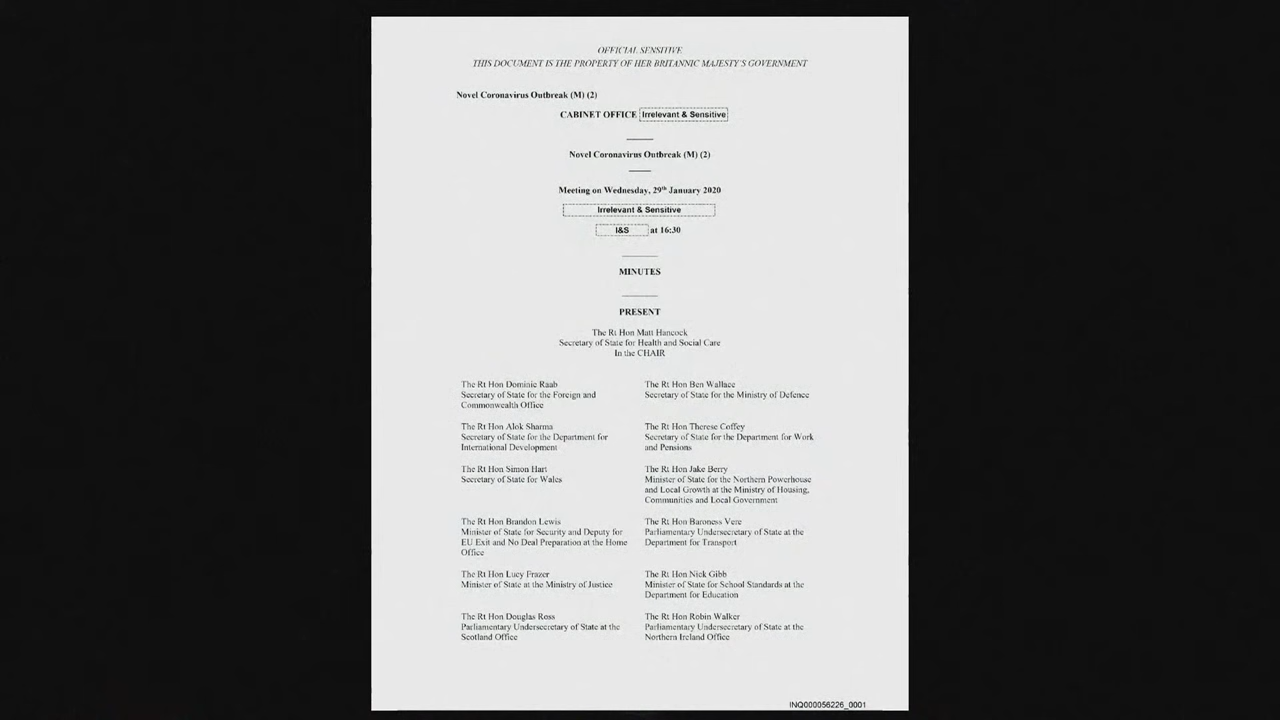 OFFICIAL SENSITIVE
THIS DOCUMENT IS THE PROPERTY OF HER BRITANNIC MAJESTY'S GOVERNMENT
Novel Coronavirus Outbreak (M) (2)
CABINET OFFICE Irrelevant & Sensitive
Novel Coronavirus Outbreak (M) (2)
Meeting on Wednesday, 29th January 2020
Irrelevant & Sensitive
I&S at 16:30
MINUTES
PRESENT
The Rt Hon Matt Hancock
Secretary of State for Health and Social Care
In the CHAIR
The Rt Hon Dominic Raab
Secretary of State for the Foreign and
Commonwealth Office
The Rt Hon Ben Wallace
Secretary of State for the Ministry of Defence
The Rt Hon Alok Sharma
Secretary of State for the Department for
International Development
The Rt Hon Therese Coffey
Secretary of State for the Department for Work
and Pensions
The Rt Hon Simon Hart
Secretary of State for Wales
The Rt Hon Jake Berry
Minister of State for the Northern Powerhouse
and Local Growth at the Ministry of Housing,
Communities and Local Government
The Rt Hon Brandon Lewis
Minister of State for Security and Deputy for
EU Exit and No Deal Preparation at the Home
Office
The Rt Hon Baroness Vere
Parliamentary Undersecretary of State at the
Department for Transport
The Rt Hon Lucy Frazer
Minister of State at the Ministry of Justice
The Rt Hon Nick Gibb
Minister of State for School Standards at the
Department for Education
The Rt Hon Douglas Ross
Parliamentary Undersecretary of State at the
Scotland Office
The Rt Hon Robin Walker
Parliamentary Undersecretary of State at the
Northern Ireland Office
INQ000056226_0001